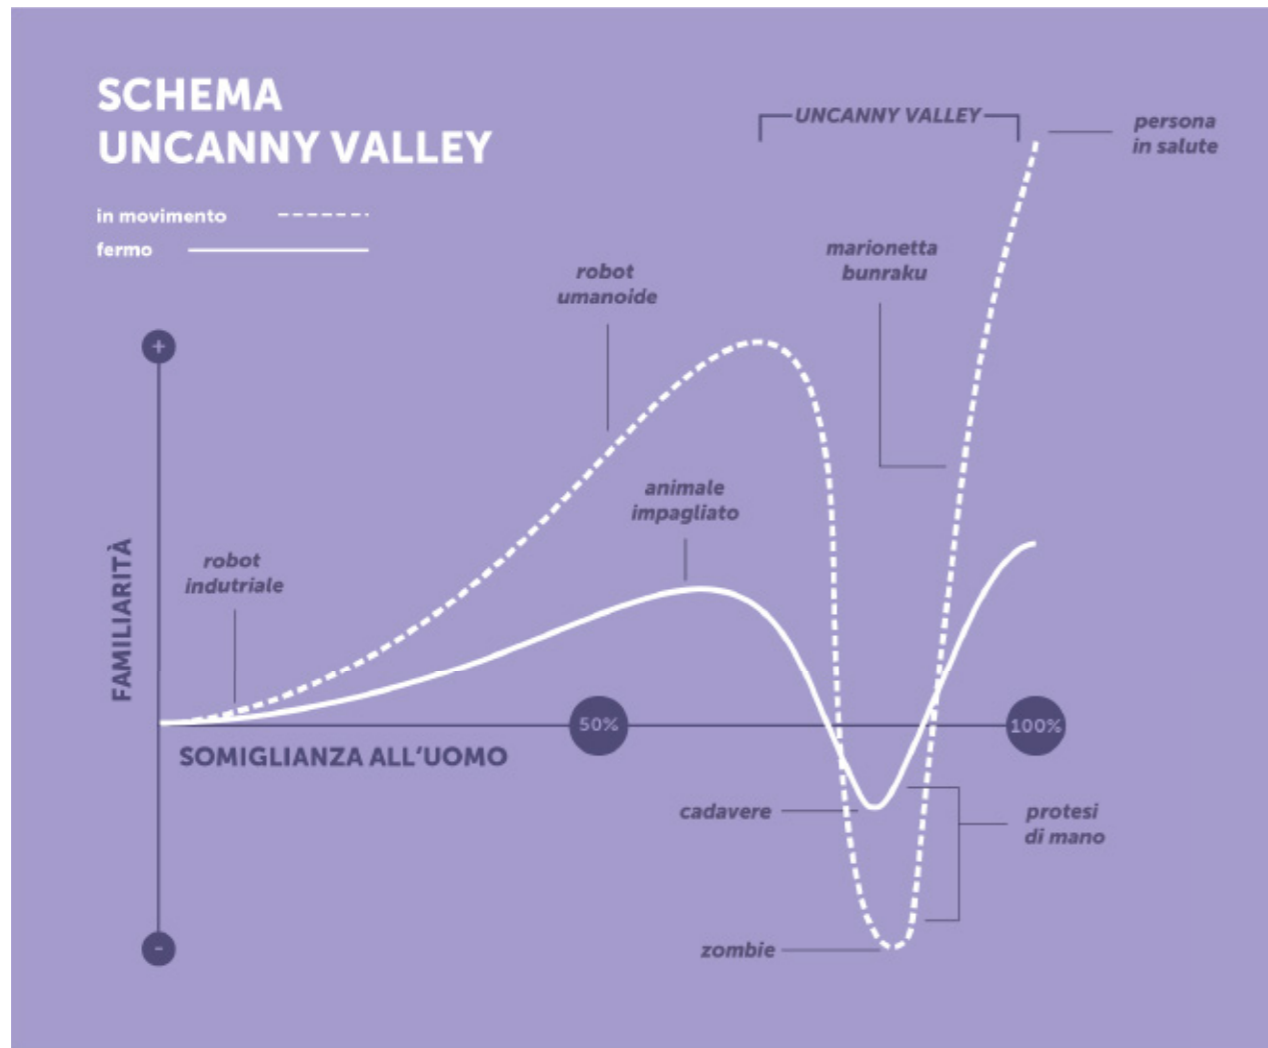 SCHEMA
UNCANNY VALLEY
in movimento
fermo
UNCANNY VALLEY
persona
in salute
marionetta
bunraku
robot
umanoide
+
animale
impagliato
robot
indutriale
FAMILIARITÀ
50%
100%
SOMIGLIANZA ALL'UOMO
cadavere
protesi
di mano
zombie
-